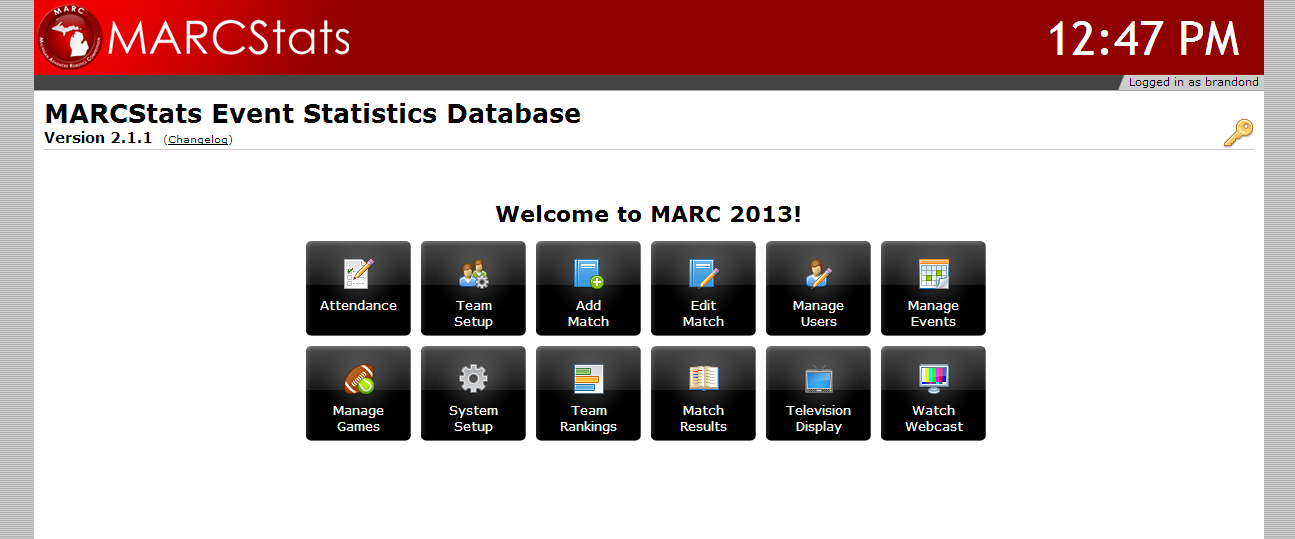 MARC
MARCStats
12:47 PM
Logged in as brandond
MARCStats Event Statistics Database
Version 2.1.1 (Changelog)
Welcome to MARC 2013!
Attendance
Team
Setup
Add
Match
Edit
Match
Manage
Users
Manage
Events
Manage
Games
System
Setup
Team
Rankings
Match
Results
Television
Display
Watch
Webcast